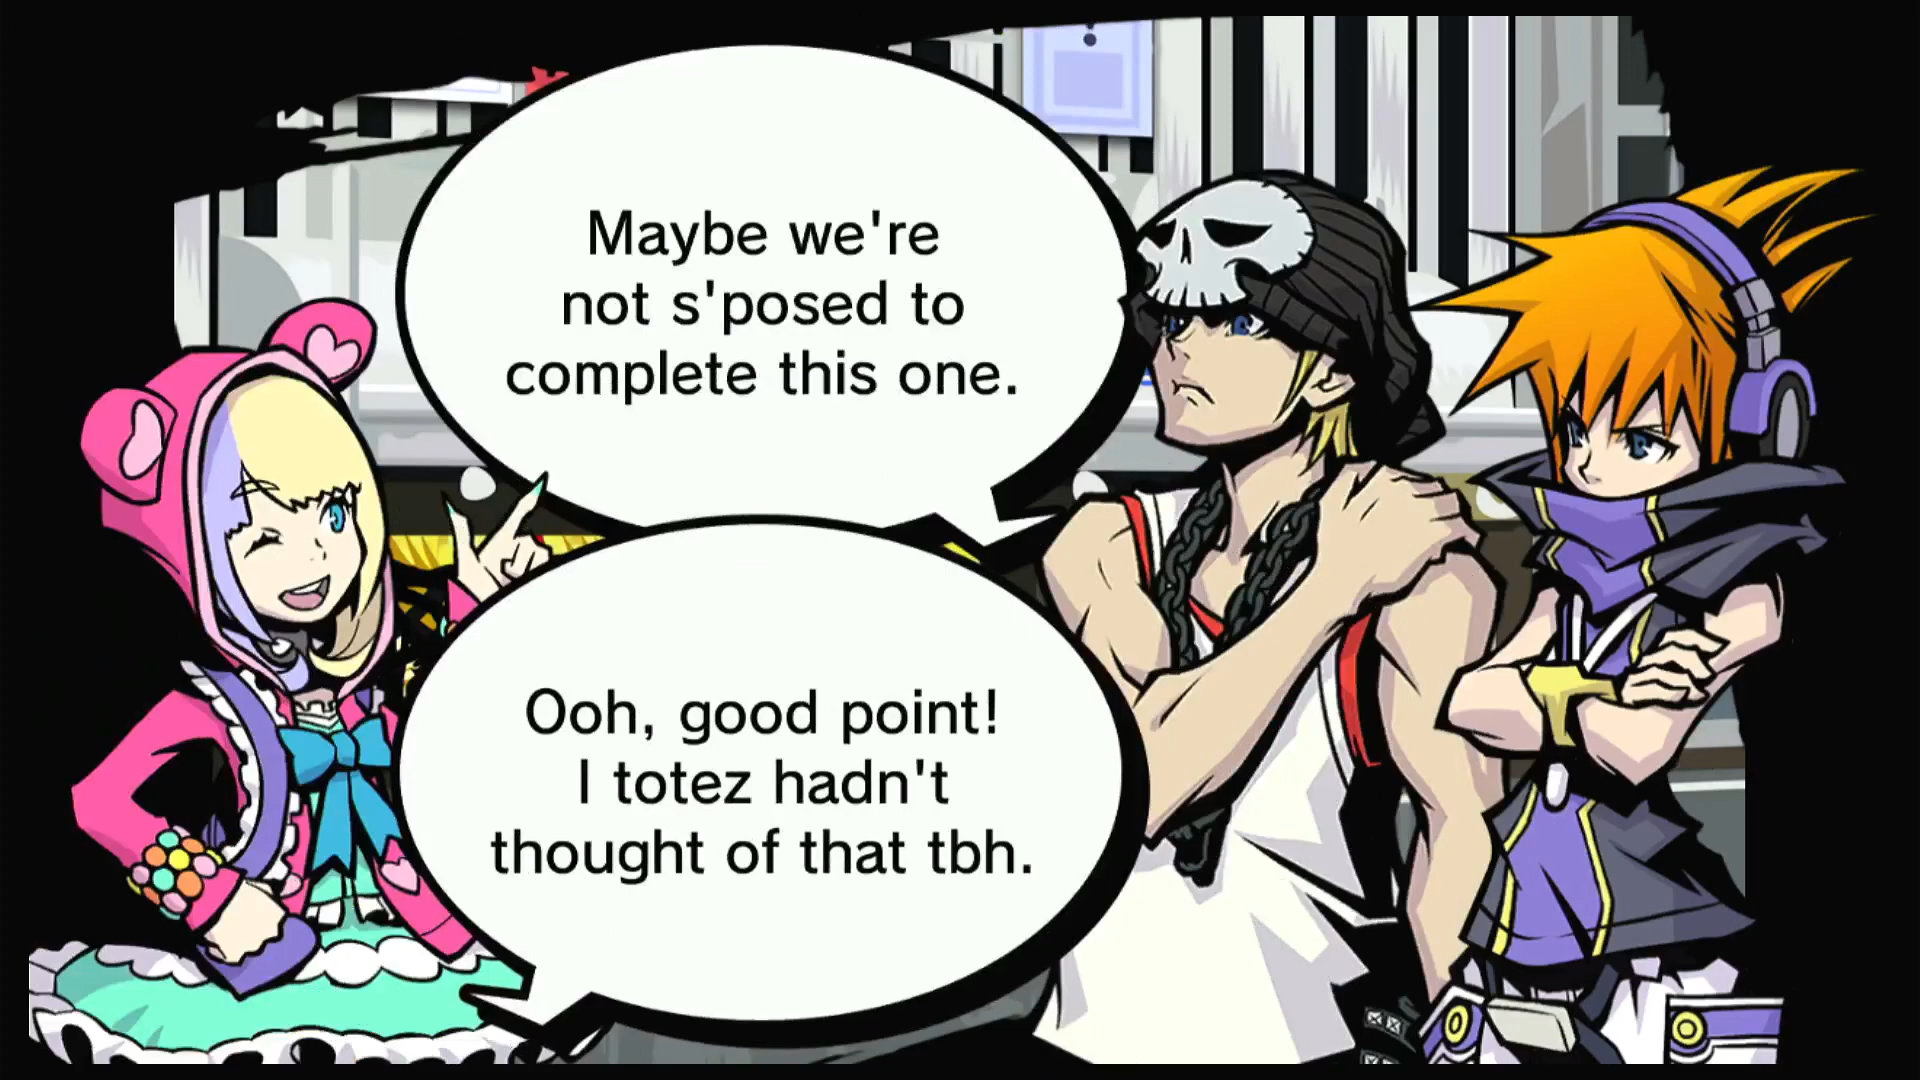 Maybe we're
not s'posed to
complete this one.
Ooh, good point!
I totez hadn't
thought of that tbh.